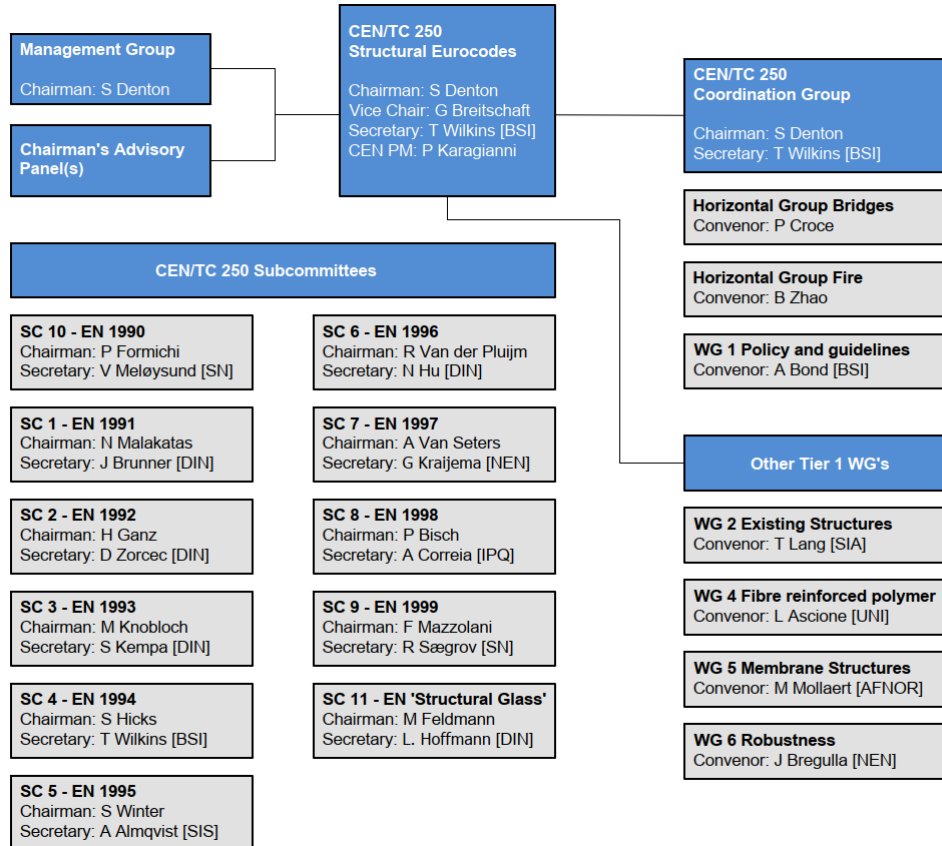 Management Group
Chairman: S Denton
Chairman's Advisory
Panel(s)
CEN/TC 250
Structural Eurocodes
Chairman: S Denton
Vice Chair: G Breitschaft
Secretary: T Wilkins [BSI]
CEN PM: P Karagianni
CEN/TC 250
Coordination Group
Chairman: S Denton
Secretary: T Wilkins [BSI]
Horizontal Group Bridges
Convenor: P Croce
Horizontal Group Fire
Convenor: B Zhao
WG 1 Policy and guidelines
Convenor: A Bond [BSI]
CEN/TC 250 Subcommittees
SC 10 - EN 1990
Chairman: P Formichi
Secretary: V Meløysund [SN]
SC 1 - EN 1991
Chairman: N Malakatas
Secretary: J Brunner [DIN]
SC 2 - EN 1992
Chairman: H Ganz
Secretary: D Zorcec [DIN]
SC 3 - EN 1993
Chairman: M Knobloch
Secretary: S Kempa [DIN]
SC 4 - EN 1994
Chairman: S Hicks
Secretary: T Wilkins [BSI]
SC 5 - EN 1995
Chairman: S Winter
Secretary: A Almqvist [SIS]
SC 6 - EN 1996
Chairman: R Van der Pluijm
Secretary: N Hu [DIN]
SC 7 - EN 1997
Chairman: A Van Seters
Secretary: G Kraijema [NEN]
SC 8 - EN 1998
Chairman: P Bisch
Secretary: A Correia [IPQ]
SC 9 - EN 1999
Chairman: F Mazzolani
Secretary: R Sægrov [SN]
SC 11 - EN 'Structural Glass'
Chairman: M Feldmann
Secretary: L. Hoffmann [DIN]
Other Tier 1 WG's
WG 2 Existing Structures
Convenor: T Lang [SIA]
WG 4 Fibre reinforced polymer
Convenor: L Ascione [UNI]
WG 5 Membrane Structures
Convenor: M Mollaert [AFNOR]
WG 6 Robustness
Convenor: J Bregulla [NEN]